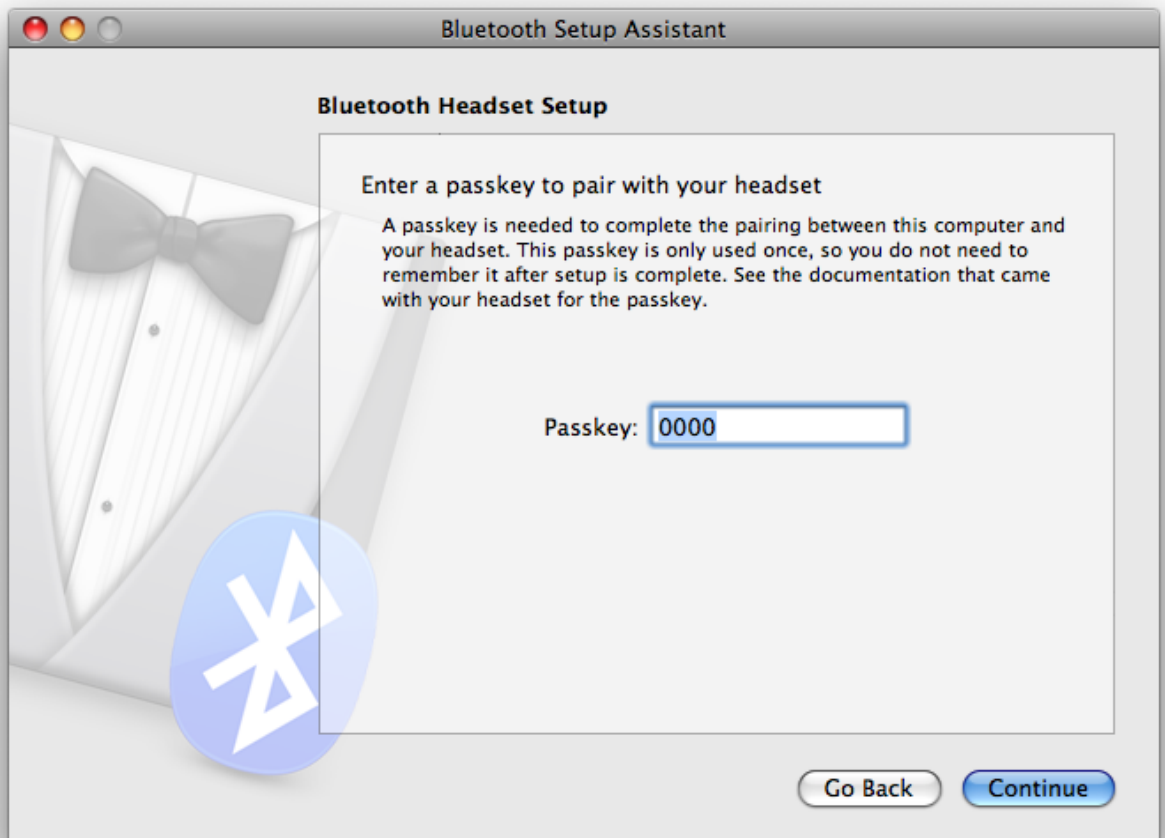 Bluetooth Setup Assistant
Bluetooth Headset Setup
Enter a passkey to pair with your headset
A passkey is needed to complete the pairing between this computer and
your headset. This passkey is only used once, so you do not need to
remember it after setup is complete. See the documentation that came
with your headset for the passkey.
Passkey: 0000
Go Back Continue